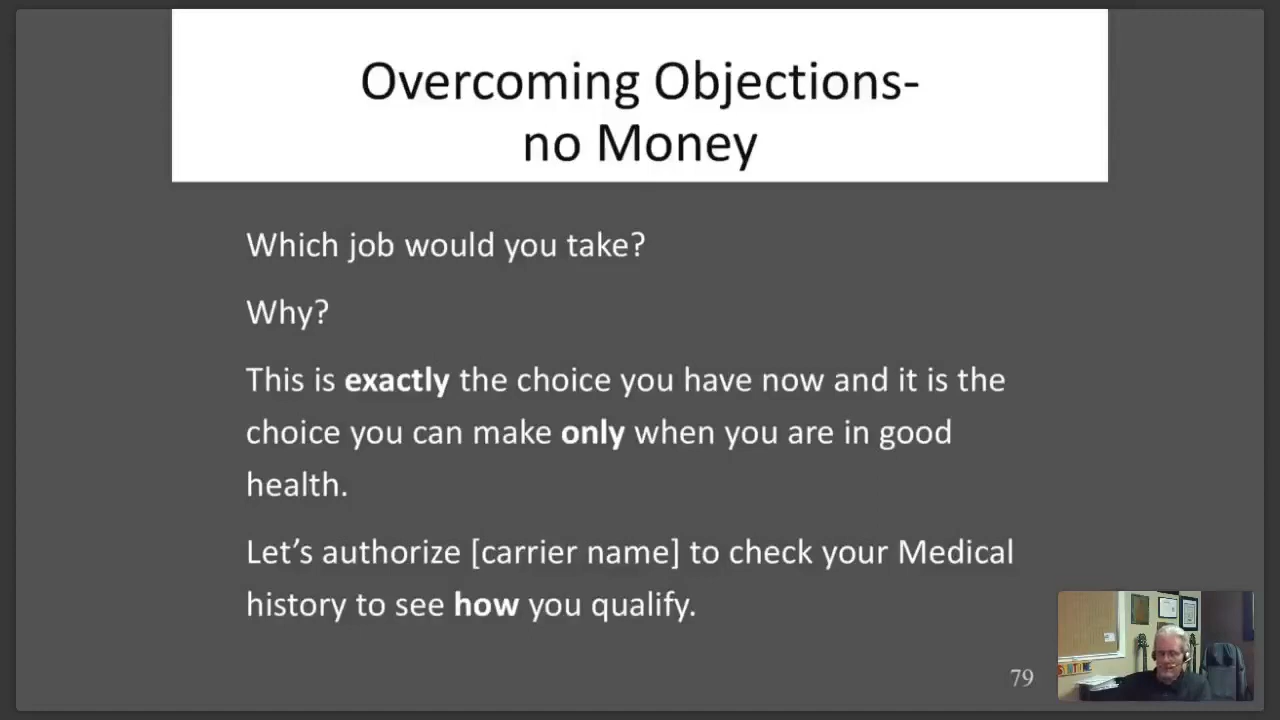 Overcoming Objections-
no Money
Which job would you take?
Why?
This is exactly the choice you have now and it is the
choice you can make only when you are in good
health.
Let’s authorize [carrier name] to check your Medical
history to see how you qualify.
79